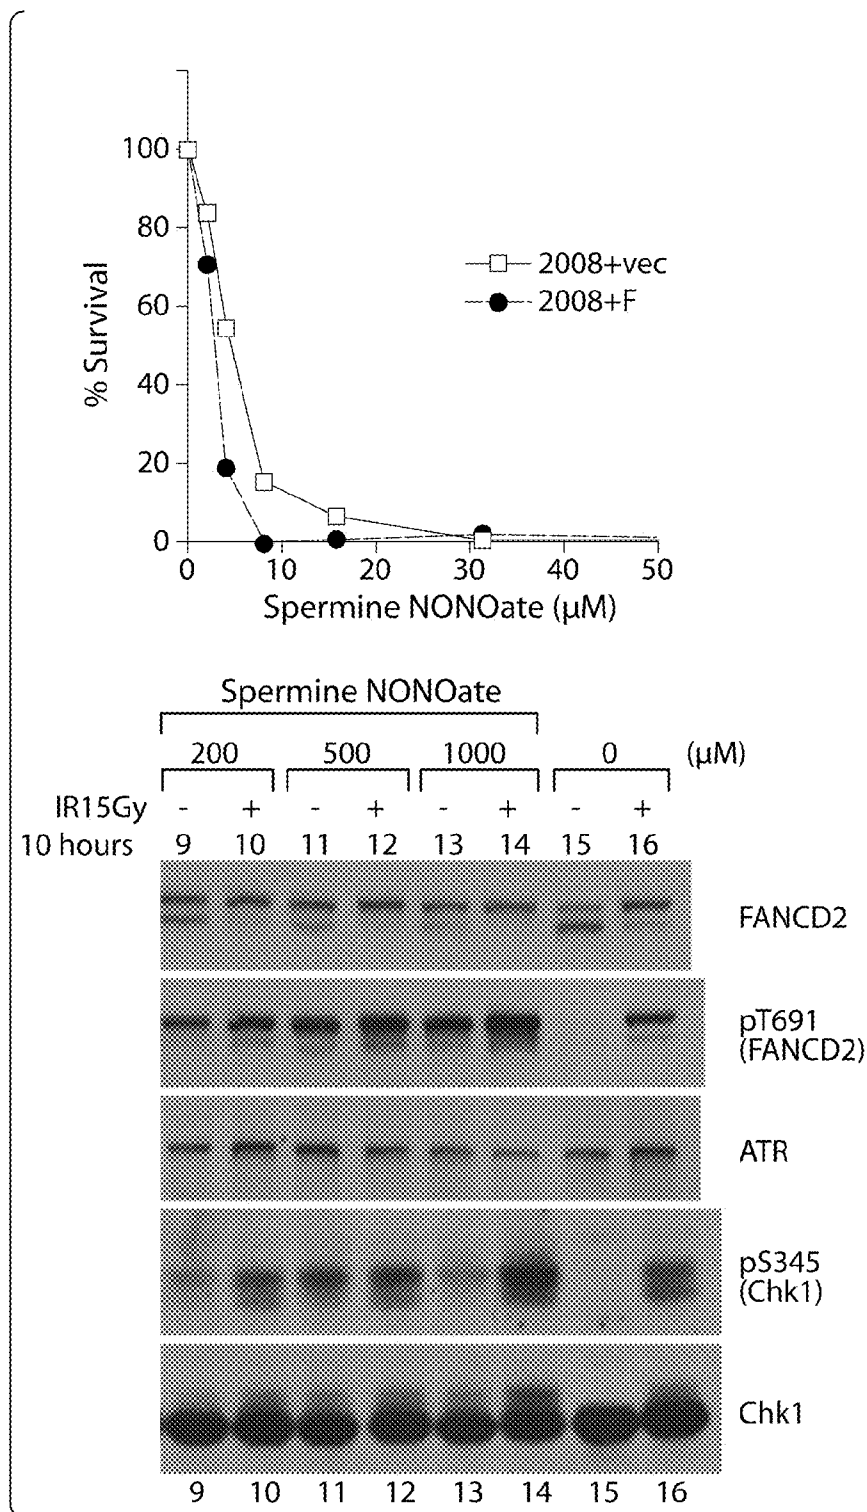 100
80
60
40
20
0
% Survival
2008+vec
2008+F
0 10 20 30 40 50
Spermine NONOate (μM)
Spermine NONOate
200 500 1000 0 (μM)
IR15Gy - + - + - + - +
10 hours 9 10 11 12 13 14 15 16
FANCD2
pT691
(FANCD2)
ATR
pS345
(Chk1)
Chk1
9 10 11 12 13 14 15 16